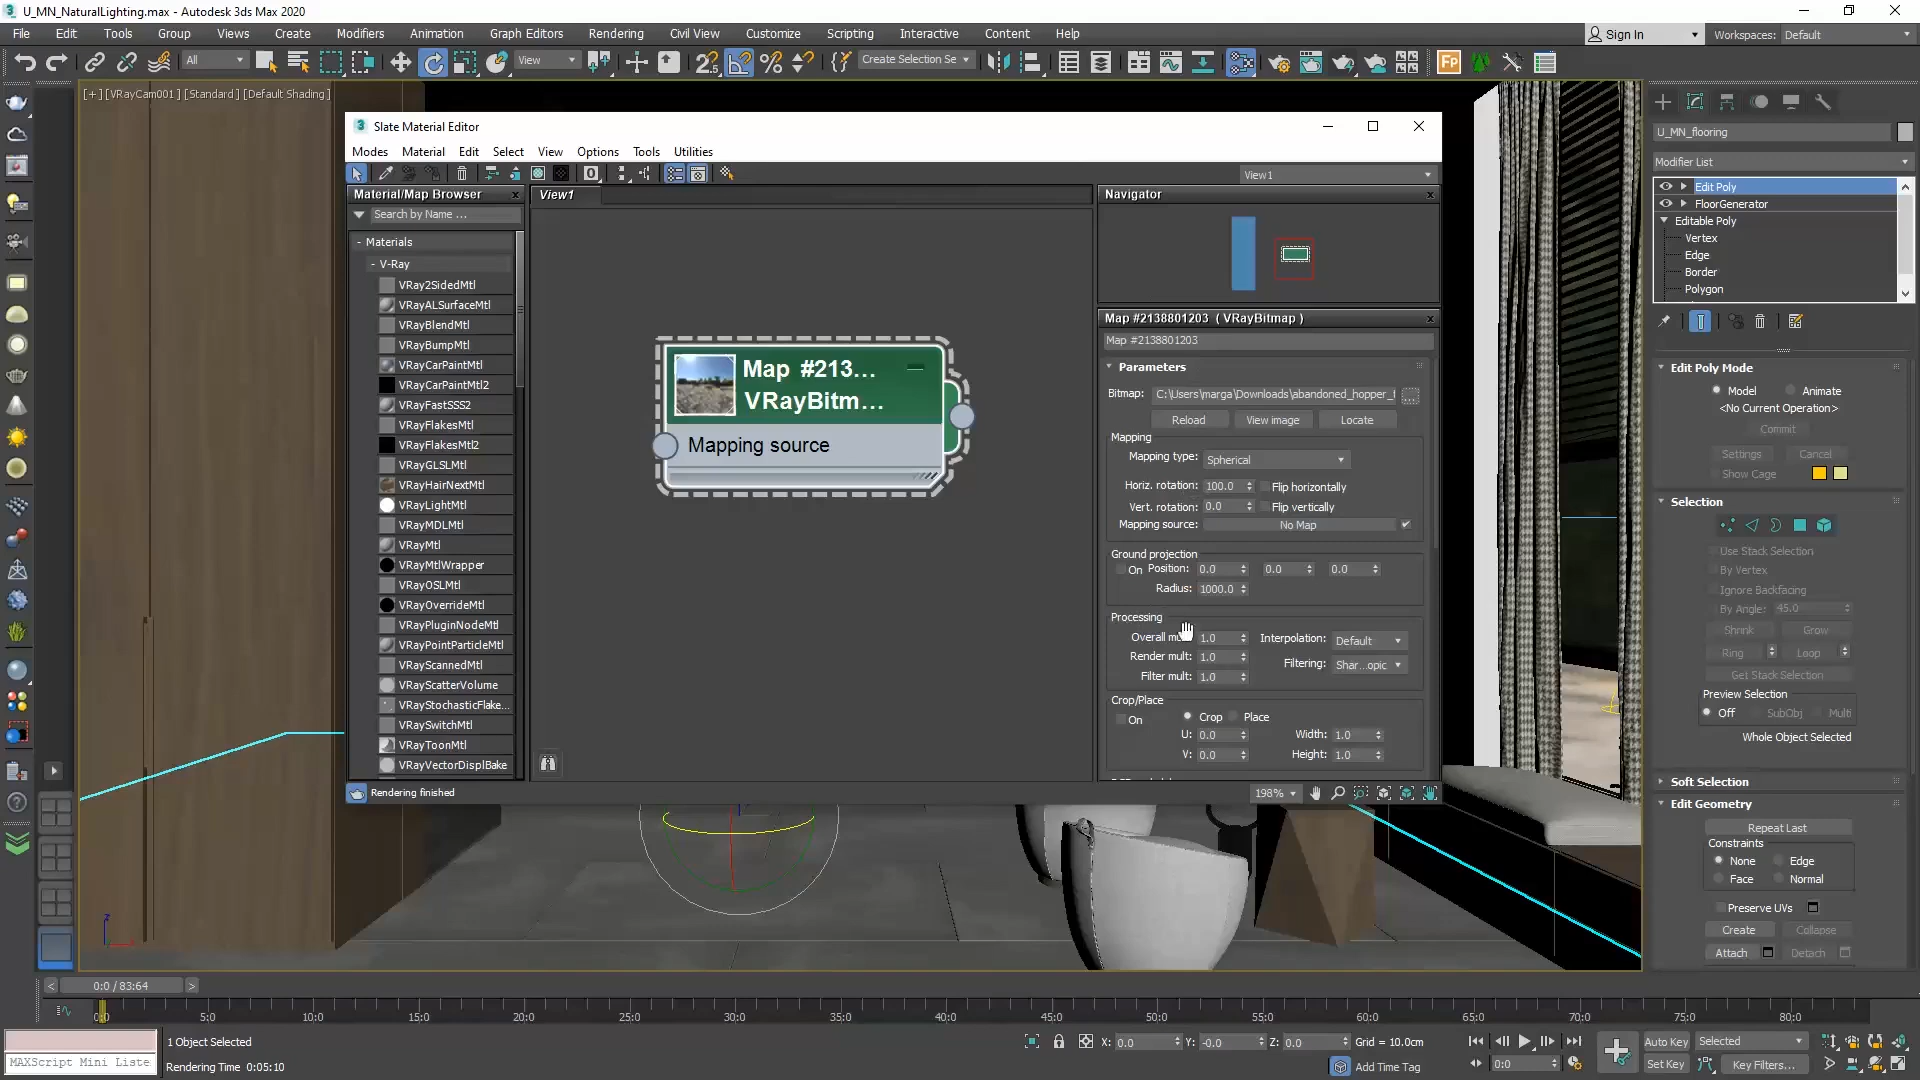 U_MN_NaturalLighting.max - Autodesk 3ds Max 2020
File Edit Tools Group Views Create Modifiers Animation Graph Editors Rendering Civil View Customize Scripting Interactive Content Help
Sign In Workspaces: Default
All View Create Selection Se
[+] [VRayCam001] [Standard] [Default Shading]
Slate Material Editor
Modes Material Edit Select View Options Tools Utilities
View1
Material/Map Browser
Search by Name ...
- Materials
- V-Ray
VRay2SidedMtl
VRayALSurfaceMtl
VRayBlendMtl
VRayBumpMtl
VRayCarPaintMtl
VRayCarPaintMtl2
VRayFastSSS2
VRayFlakesMtl
VRayFlakesMtl2
VRayGLSLMtl
VRayHairNextMtl
VRayLightMtl
VRayMDLMtl
VRayMtl
VRayMtlWrapper
VRayOSLMtl
VRayOverrideMtl
VRayPluginNodeMtl
VRayPointParticleMtl
VRayScannedMtl
VRayScatterVolume
VRayStochasticFlake...
VRaySwitchMtl
VRayToonMtl
VRayVectorDisplBake
View1
Map #213...
VRayBitm...
Mapping source
Navigator
Map #2138801203 ( VRayBitmap )
Map #2138801203
Parameters
Bitmap: C:\Users\marga\Downloads\abandoned_hopper_t ...
Reload View image Locate
Mapping
Mapping type: Spherical
Horiz. rotation: 100.0 Flip horizontally
Vert. rotation: 0.0 Flip vertically
Mapping source: No Map
Ground projection
On Position: 0.0 0.0 0.0
Radius: 1000.0
Processing
Overall 1.0 Interpolation: Default
Render mult: 1.0 Filtering: Shar...opic
Filter mult: 1.0
Crop/Place
On Crop Place
U: 0.0 Width: 1.0
V: 0.0 Height: 1.0
Rendering finished
198%
U_MN_flooring
Modifier List
Edit Poly
FloorGenerator
Editable Poly
Vertex
Edge
Border
Polygon
Edit Poly Mode
Model Animate
<No Current Operation>
Commit
Settings Cancel
Show Cage
Selection
Use Stack Selection
By Vertex
Ignore Backfacing
By Angle: 45.0
Shrink Grow
Ring Loop
Get Stack Selection
Preview Selection
Off SubObj Multi
Whole Object Selected
Soft Selection
Edit Geometry
Repeat Last
Constraints
None Edge
Face Normal
Preserve UVs
Create Collapse
Attach Detach
0:0 / 83:64
0:0 5:0 10:0 15:0 20:0 25:0 30:0 35:0 40:0 45:0 50:0 55:0 60:0 65:0 70:0 75:0 80:0
1 Object Selected
X: 0.0 Y: -0.0 Z: 0.0 Grid = 10.0cm
Auto Key Selected
MAXScript Mini Liste
Rendering Time 0:05:10
Add Time Tag
0:0
Set Key Key Filters...